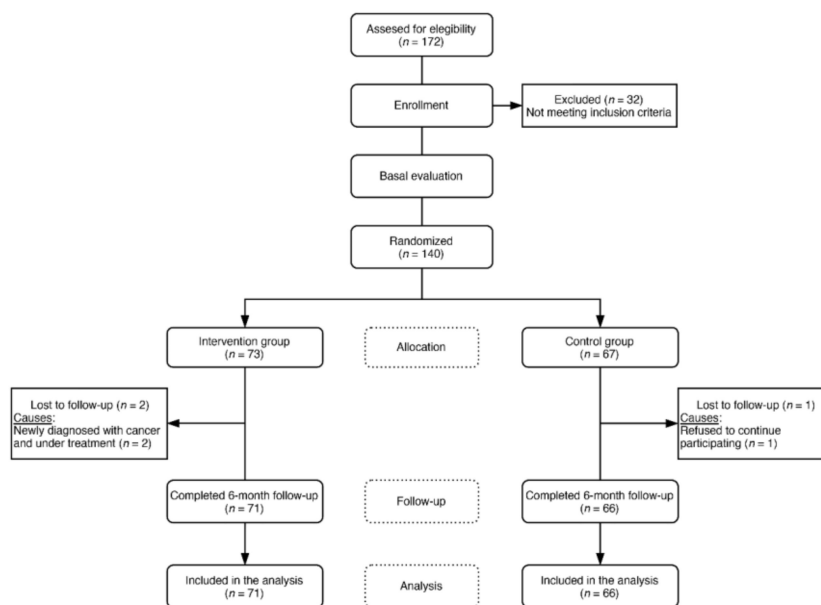 Assesed for elegibility
(n = 172)
Enrollment
Excluded (n = 32)
Not meeting inclusion criteria
Basal evaluation
Randomized
(n = 140)
Intervention group
(n = 73)
Allocation
Control group
(n = 67)
Lost to follow-up (n = 2)
Causes:
Newly diagnosed with cancer
and under treatment (n = 2)
Lost to follow-up (n = 1)
Causes:
Refused to continue
participating (n = 1)
Completed 6-month follow-up
(n = 71)
Follow-up
Completed 6-month follow-up
(n = 66)
Included in the analysis
(n = 71)
Analysis
Included in the analysis
(n = 66)